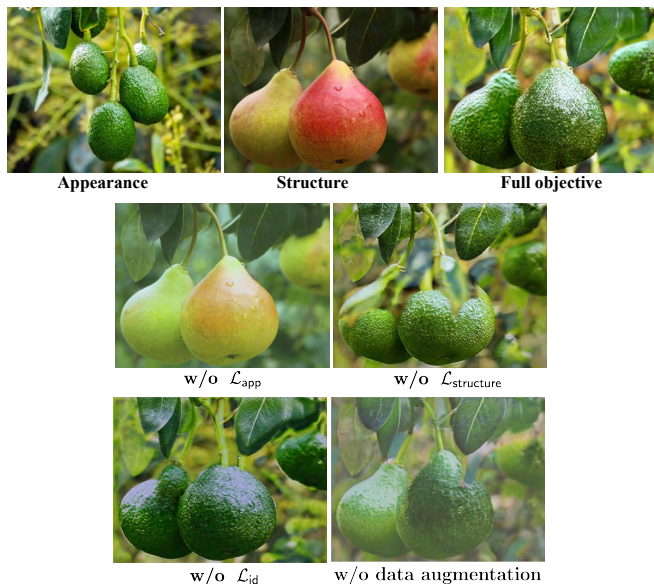 Appearance
Structure
Full objective
w/o ℒapp
w/o ℒstructure
w/o ℒid
w/o data augmentation